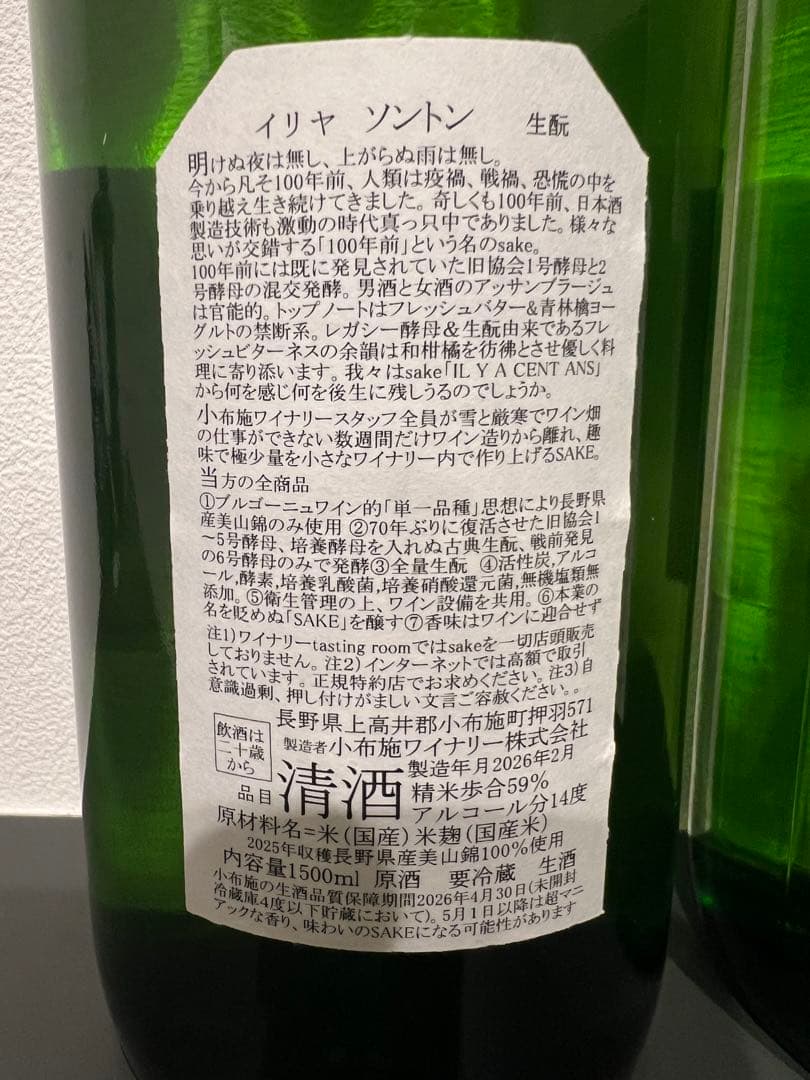 イリヤ ソントン 生酛
明けぬ夜は無し、上がらぬ雨は無し。
今から凡そ100年前、人類は疫禍、戦禍、恐慌の中を
乗り越え生き続けてきました。奇しくも100年前、日本酒
製造技術も激動の時代真っ只中でありました。様々な
思いが交錯する「100年前」という名のsake。
100年前には既に発見されていた旧協会1号酵母と2
号酵母の混交発酵。男酒と女酒のアッサンブラージュ
は官能的。トップノートはフレッシュバター&青林檎ヨー
グルトの禁断系。レガシー酵母&生酛由来であるフレ
ッシュビターネスの余韻は和柑橘を彷彿とさせ優しく料
理に寄り添います。我々はsake「IL Y A CENT ANS」
から何を感じ何を後生に残しうるのでしょうか。
小布施ワイナリースタッフ全員が雪と厳寒でワイン畑
の仕事ができない数週間だけワイン造りから離れ、趣
味で極少量を小さなワイナリー内で作り上げるSAKE。
当方の全商品
①ブルゴーニュワイン的「単一品種」思想により長野県
産美山錦のみ使用 ②70年ぶりに復活させた旧協会1
～5号酵母、培養酵母を入れぬ古典生酛、戦前発見
の6号酵母のみで発酵③全量生酛 ④活性炭,アルコ
ール,酵素,培養乳酸菌,培養硝酸還元菌,無機塩類無
添加。⑤衛生管理の上、ワイン設備を共用。⑥本業の
名を貶めぬ「SAKE」を醸す⑦香味はワインに迎合せず
注1)ワイナリーtasting roomではsakeを一切店頭販売
しておりません。注2)インターネットでは高額で取引
されています。正規特約店でお求めください。注3)自
意識過剰、押し付けがましい文言ご容赦ください。。
飲酒は
二十歳
から
長野県上高井郡小布施町押羽571
製造者 小布施ワイナリー株式会社
製造年月2026年2月
品目 清酒 精米歩合59%
アルコール分14度
原材料名=米(国産)米麹(国産米)
2025年収穫長野県産美山錦100%使用
内容量1500ml 原酒 要冷蔵 生酒
小布施の生酒品質保障期間2026年4月30日(未開封
冷蔵庫4度以下貯蔵において)。5月1日以降は超マニ
アックな香り、味わいのSAKEになる可能性があります